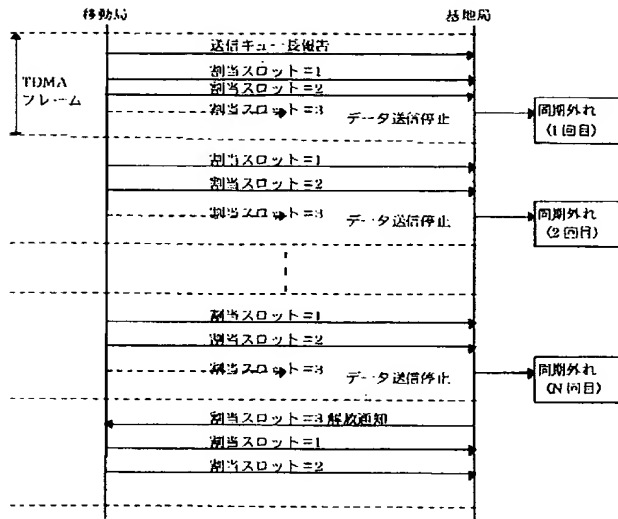 移動局
基地局
送信キュー長報告
割当スロット=1
TDMA
フレーム
割当スロット=2
割当スロット=3
データ送信停止
同期外れ
(1回目)
割当スロット=1
割当スロット=2
割当スロット=3
データ送信停止
同期外れ
(2回目)
割当スロット=1
割当スロット=2
割当スロット=3
データ送信停止
同期外れ
(N回目)
割当スロット=3 解放通知
割当スロット=1
割当スロット=2